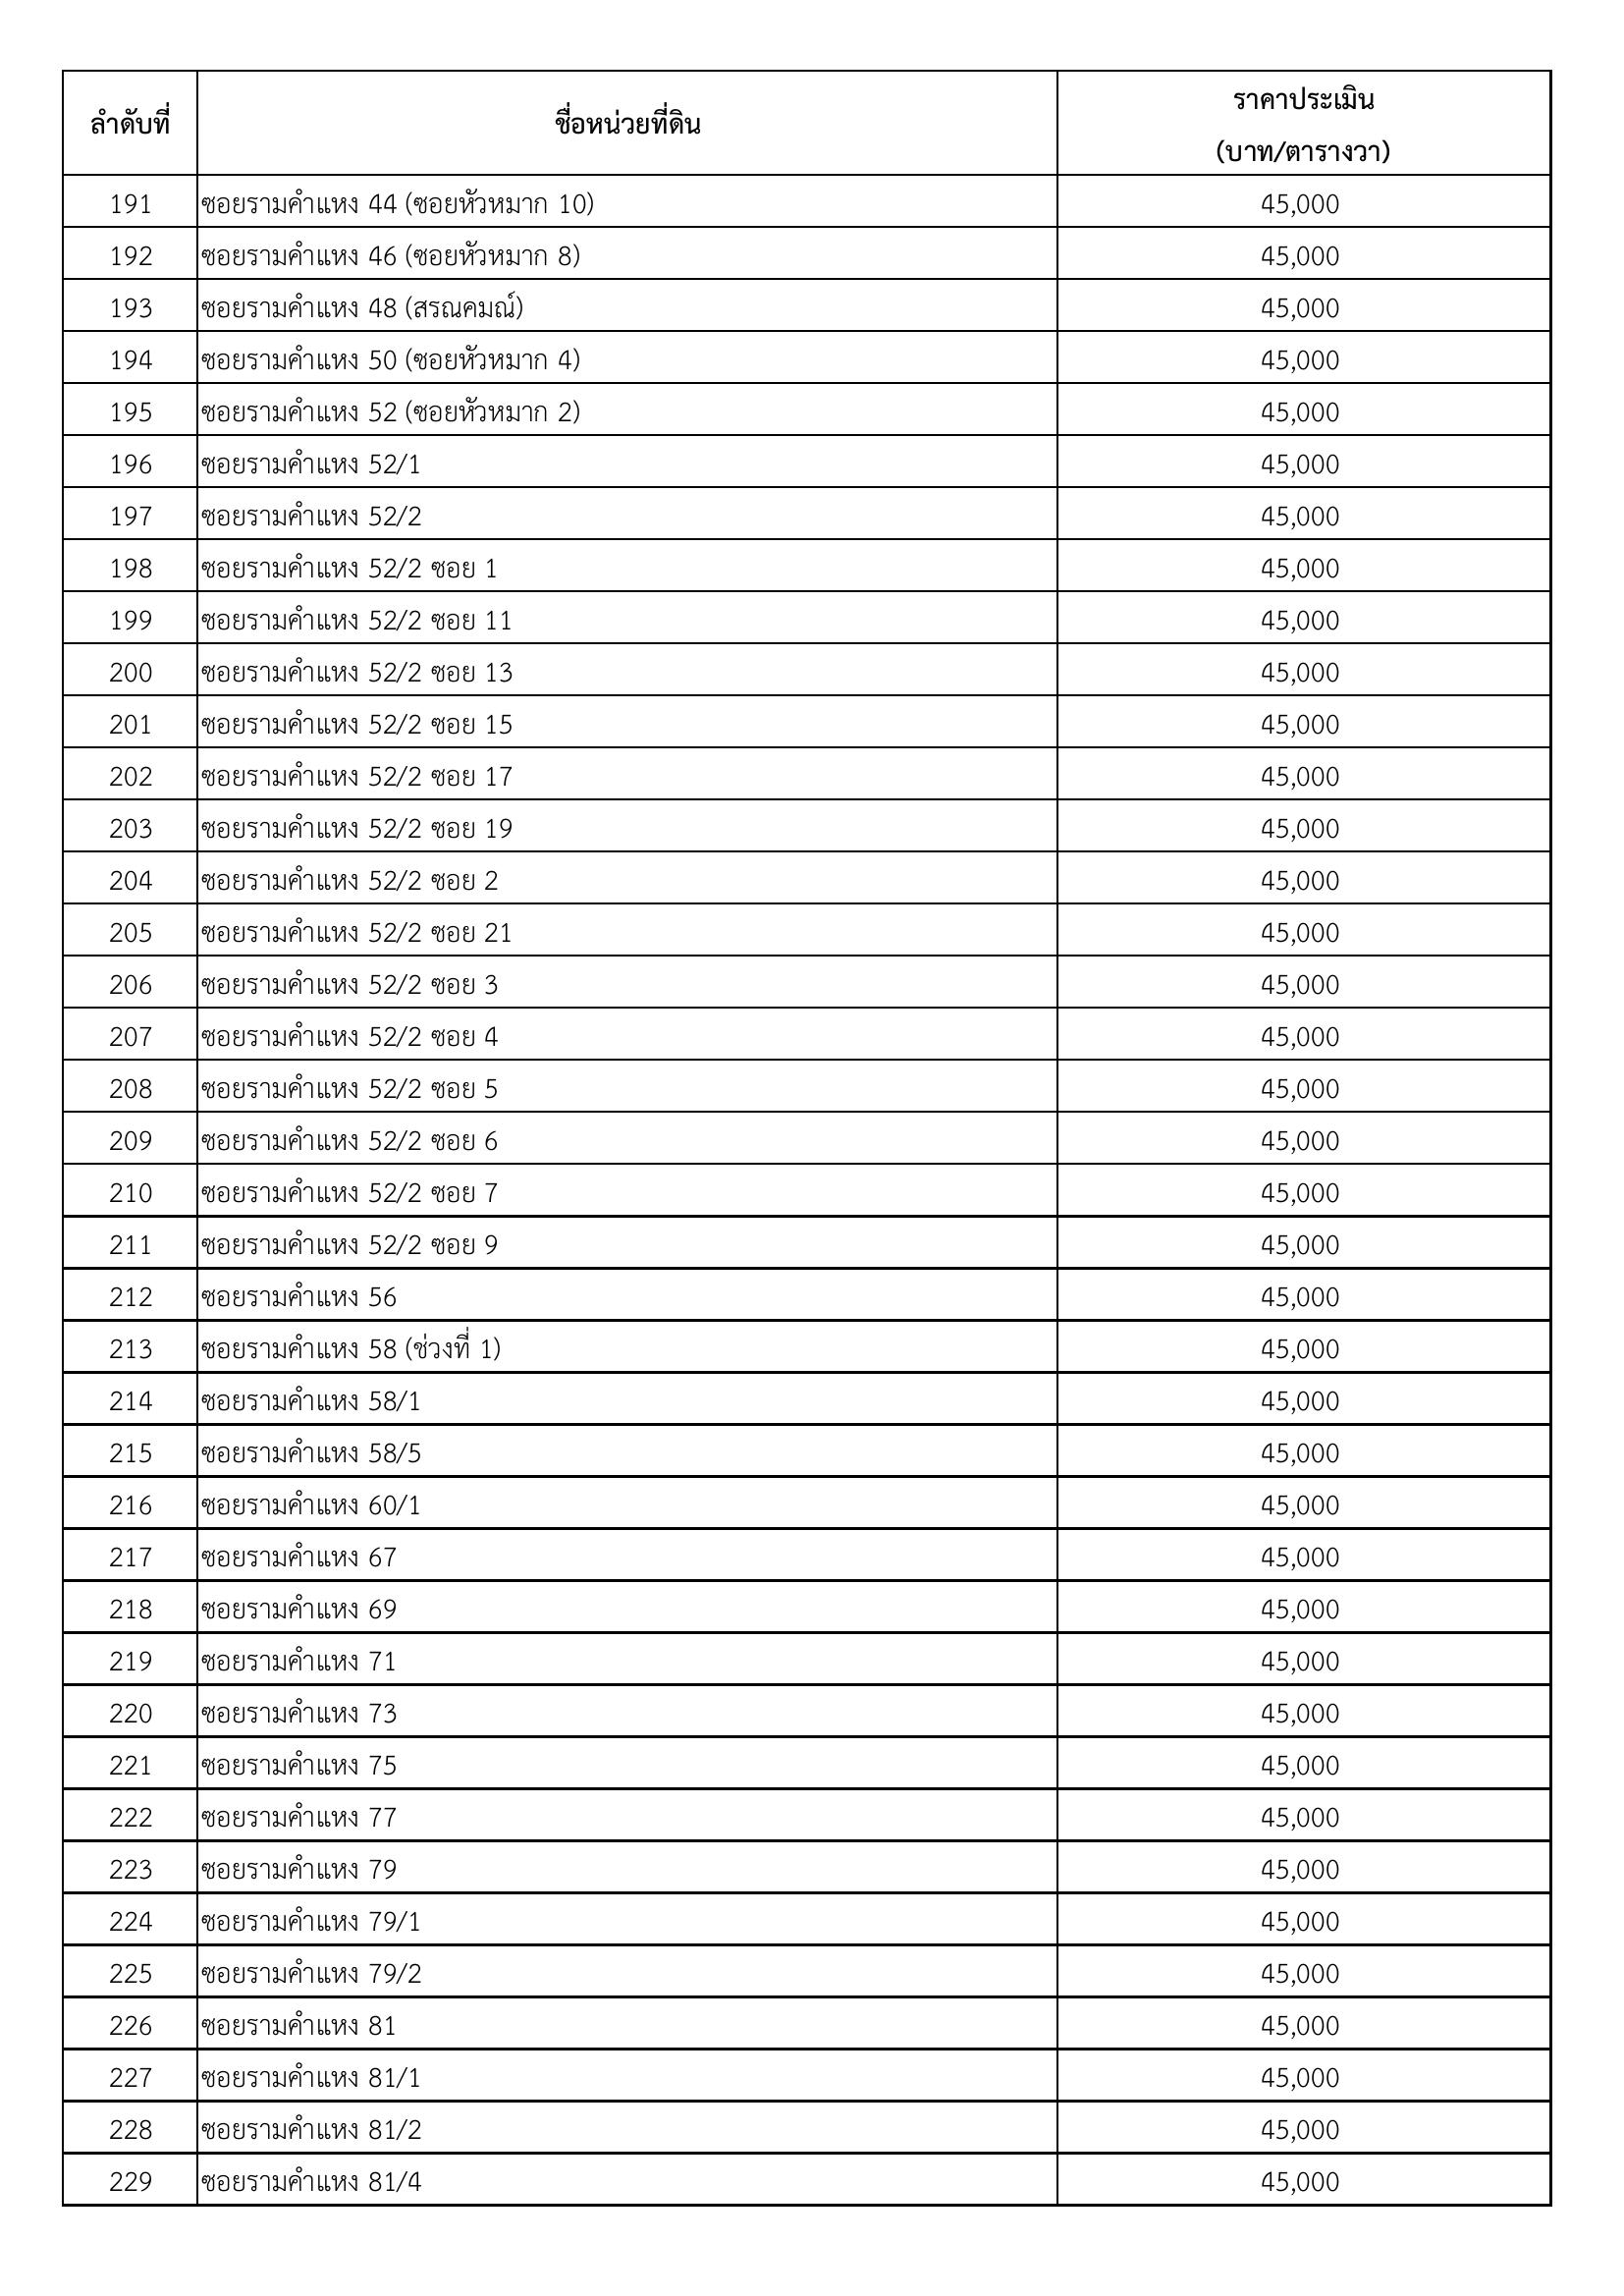 ลำดับที่ ชื่อหน่วยที่ดิน ราคาประเมิน
(บาท/ตารางวา)
191 ซอยรามคำแหง 44 (ซอยหัวหมาก 10) 45,000
192 ซอยรามคำแหง 46 (ซอยหัวหมาก 8) 45,000
193 ซอยรามคำแหง 48 (สรณคมณ์) 45,000
194 ซอยรามคำแหง 50 (ซอยหัวหมาก 4) 45,000
195 ซอยรามคำแหง 52 (ซอยหัวหมาก 2) 45,000
196 ซอยรามคำแหง 52/1 45,000
197 ซอยรามคำแหง 52/2 45,000
198 ซอยรามคำแหง 52/2 ซอย 1 45,000
199 ซอยรามคำแหง 52/2 ซอย 11 45,000
200 ซอยรามคำแหง 52/2 ซอย 13 45,000
201 ซอยรามคำแหง 52/2 ซอย 15 45,000
202 ซอยรามคำแหง 52/2 ซอย 17 45,000
203 ซอยรามคำแหง 52/2 ซอย 19 45,000
204 ซอยรามคำแหง 52/2 ซอย 2 45,000
205 ซอยรามคำแหง 52/2 ซอย 21 45,000
206 ซอยรามคำแหง 52/2 ซอย 3 45,000
207 ซอยรามคำแหง 52/2 ซอย 4 45,000
208 ซอยรามคำแหง 52/2 ซอย 5 45,000
209 ซอยรามคำแหง 52/2 ซอย 6 45,000
210 ซอยรามคำแหง 52/2 ซอย 7 45,000
211 ซอยรามคำแหง 52/2 ซอย 9 45,000
212 ซอยรามคำแหง 56 45,000
213 ซอยรามคำแหง 58 (ช่วงที่ 1) 45,000
214 ซอยรามคำแหง 58/1 45,000
215 ซอยรามคำแหง 58/5 45,000
216 ซอยรามคำแหง 60/1 45,000
217 ซอยรามคำแหง 67 45,000
218 ซอยรามคำแหง 69 45,000
219 ซอยรามคำแหง 71 45,000
220 ซอยรามคำแหง 73 45,000
221 ซอยรามคำแหง 75 45,000
222 ซอยรามคำแหง 77 45,000
223 ซอยรามคำแหง 79 45,000
224 ซอยรามคำแหง 79/1 45,000
225 ซอยรามคำแหง 79/2 45,000
226 ซอยรามคำแหง 81 45,000
227 ซอยรามคำแหง 81/1 45,000
228 ซอยรามคำแหง 81/2 45,000
229 ซอยรามคำแหง 81/4 45,000